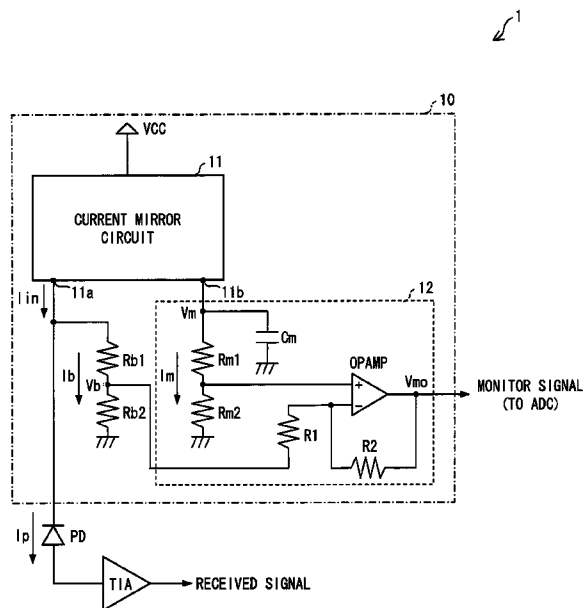 1
10
VCC
11
CURRENT MIRROR
CIRCUIT
11a
11b
12
Iin
Vm
Cm
Rb1
Rm1
OPAMP
Ib
Vb
Im
Vmo
MONITOR SIGNAL
(TO ADC)
Rb2
Rm2
R1
R2
Ip
PD
TIA
RECEIVED SIGNAL